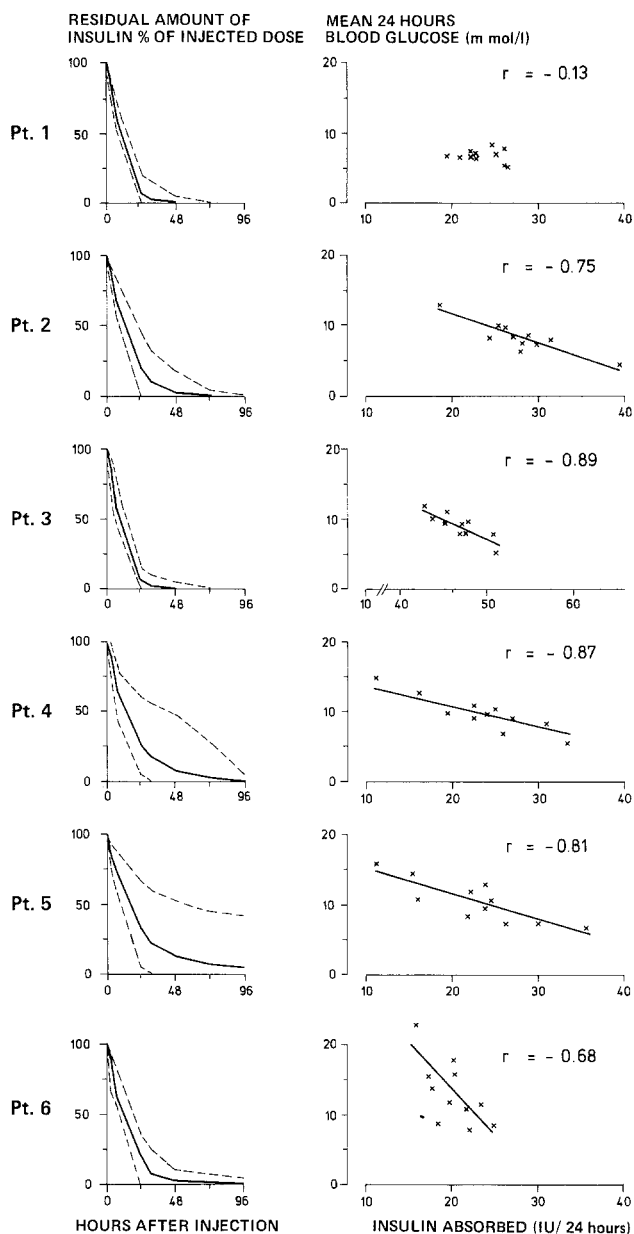 RESIDUAL AMOUNT OF
INSULIN % OF INJECTED DOSE
MEAN 24 HOURS
BLOOD GLUCOSE (m mol/l)
Pt. 1
100
50
0
0 48 96
10
5
0
10 20 30 40
r = - 0.13
Pt. 2
100
50
0
0 48 96
20
10
0
10 20 30 40
r = - 0.75
Pt. 3
100
50
0
0 48 96
20
10
0
10 40 50 60
r = - 0.89
Pt. 4
100
50
0
0 48 96
20
10
0
10 20 30 40
r = - 0.87
Pt. 5
100
50
0
0 48 96
20
10
0
10 20 30 40
r = - 0.81
Pt. 6
100
50
0
0 48 96
20
10
0
10 20 30 40
r = - 0.68
HOURS AFTER INJECTION
INSULIN ABSORBED (IU/ 24 hours)